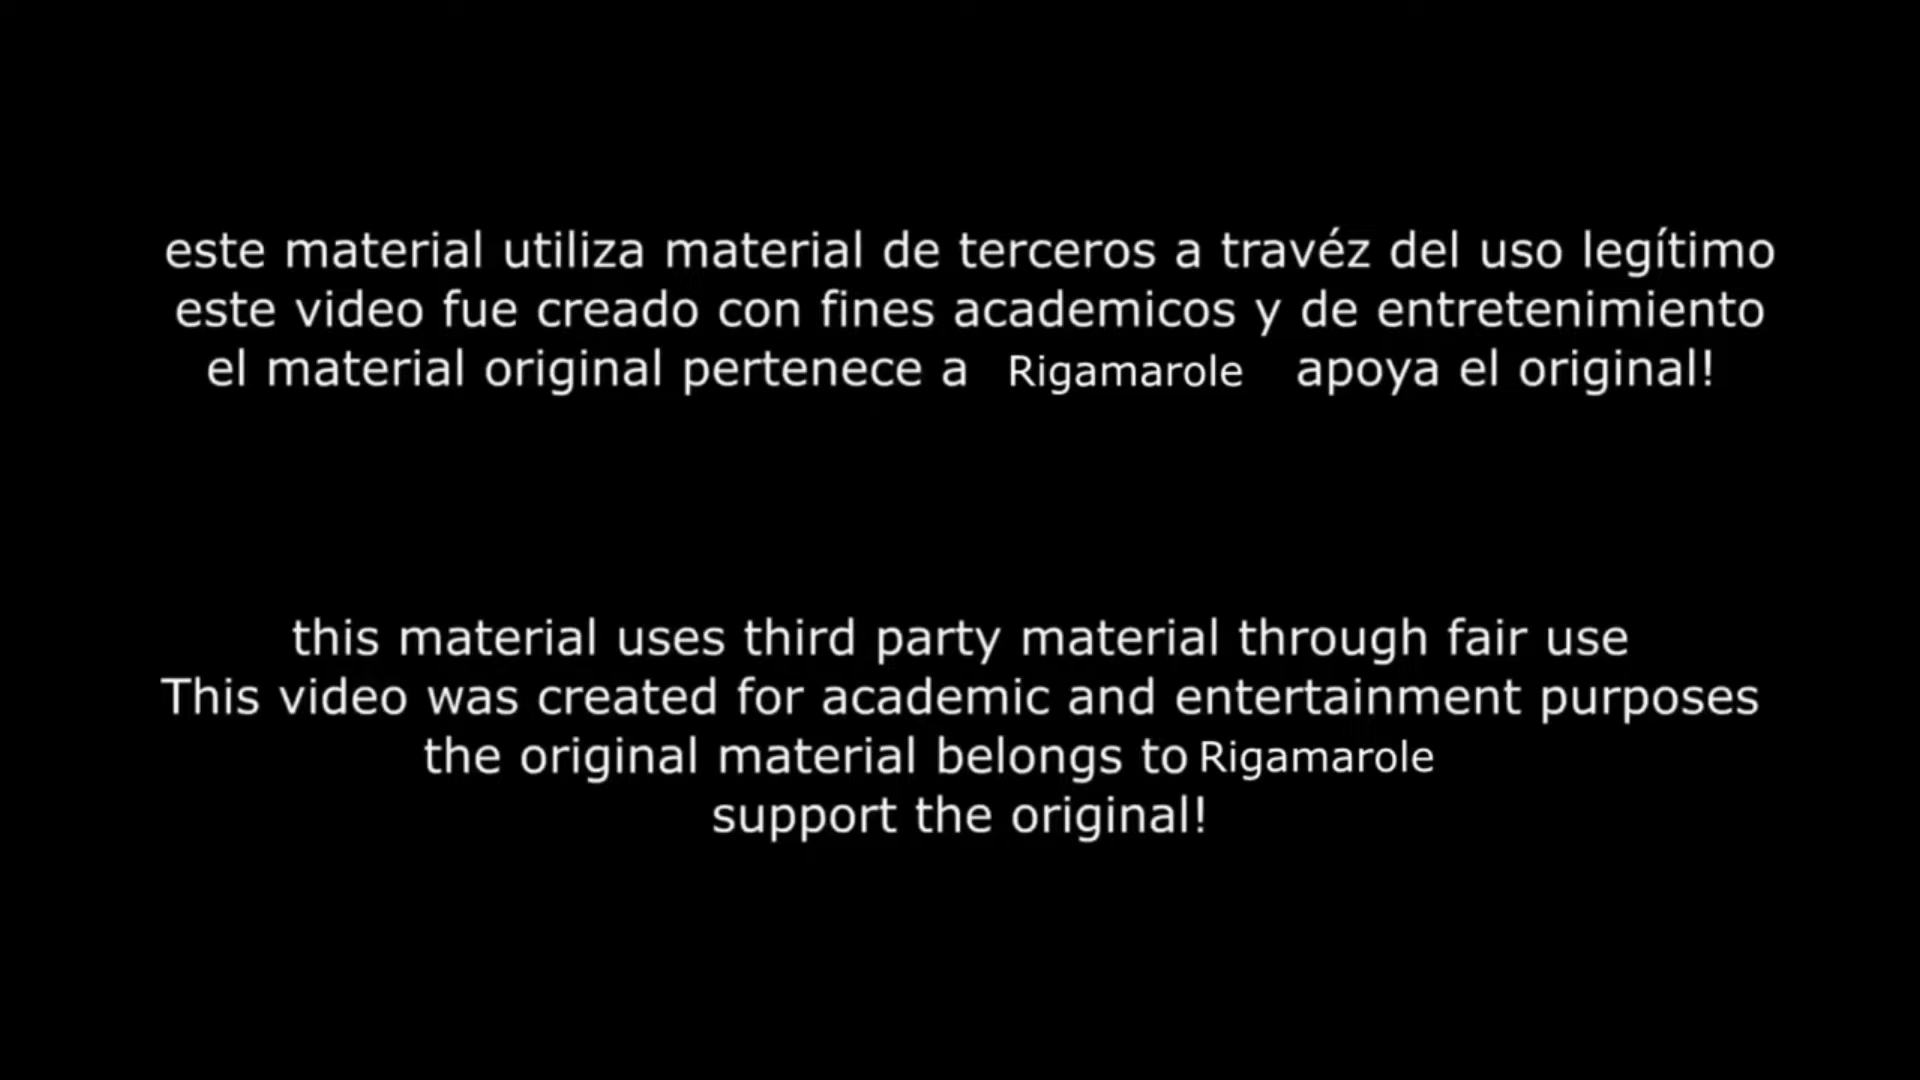 este material utiliza material de terceros a travéz del uso legítimo
este video fue creado con fines academicos y de entretenimiento
el material original pertenece a Rigamarole apoya el original!
this material uses third party material through fair use
This video was created for academic and entertainment purposes
the original material belongs to Rigamarole
support the original!